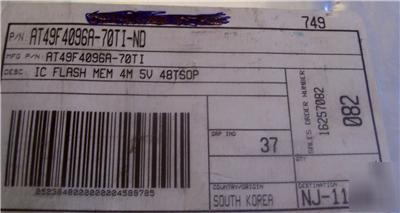 749
P/N: AT49F4096A-70TI-ND
MFG P/N: AT49F4096A-70TI
DESC: IC FLASH MEM 4M 5V 48TSOP
SALES ORDER NUMBER
16257082
082
37
QTY
COUNTRY/ORIGIN
SOUTH KOREA
DESTINATION
NJ-11